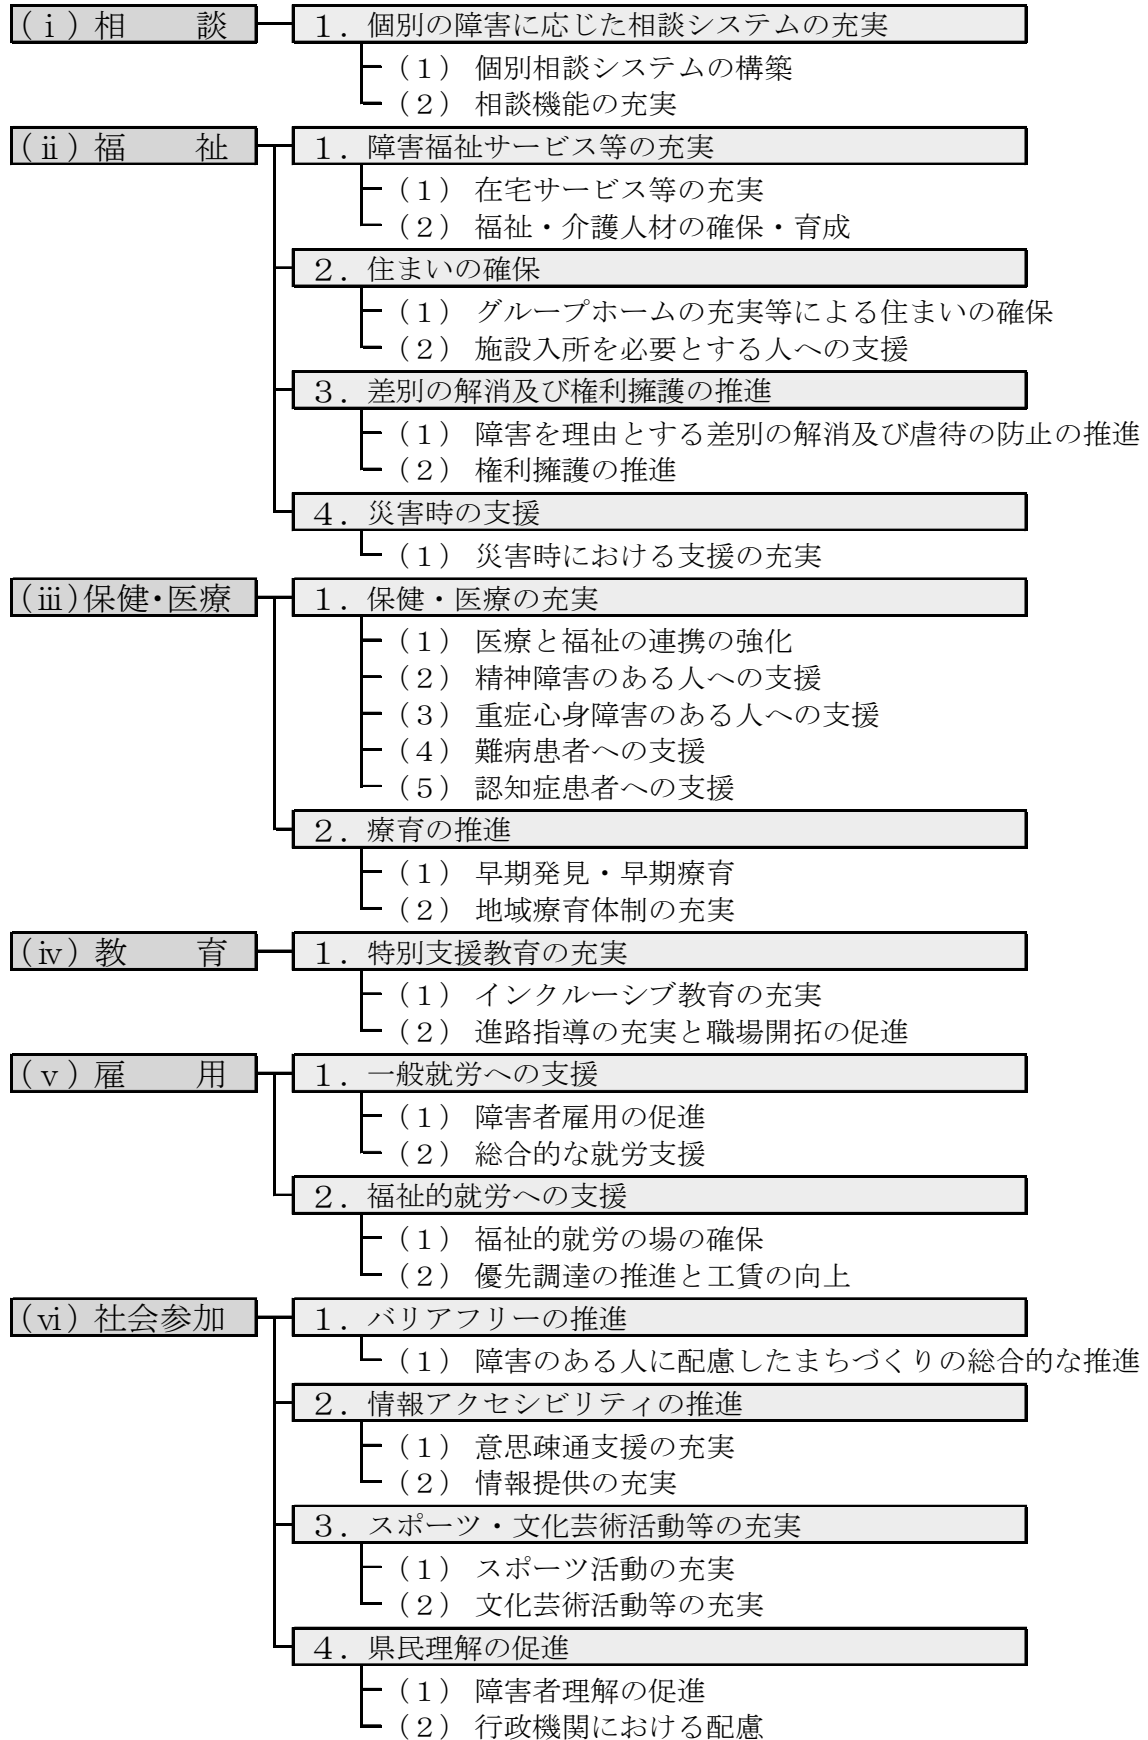 (ⅰ)相　　談 １．個別の障害に応じた相談システムの充実
（１） 個別相談システムの構築
（２） 相談機能の充実
(ⅱ)福　　祉 １．障害福祉サービス等の充実
（１） 在宅サービス等の充実
（２） 福祉・介護人材の確保・育成
２．住まいの確保
（１） グループホームの充実等による住まいの確保
（２） 施設入所を必要とする人への支援
３．差別の解消及び権利擁護の推進
（１） 障害を理由とする差別の解消及び虐待の防止の推進
（２） 権利擁護の推進
４．災害時の支援
（１） 災害時における支援の充実
(ⅲ)保健・医療 １．保健・医療の充実
（１） 医療と福祉の連携の強化
（２） 精神障害のある人への支援
（３） 重症心身障害のある人への支援
（４） 難病患者への支援
（５） 認知症患者への支援
２．療育の推進
（１） 早期発見・早期療育
（２） 地域療育体制の充実
(ⅳ)教　　育 １．特別支援教育の充実
（１） インクルーシブ教育の充実
（２） 進路指導の充実と職場開拓の促進
(ⅴ)雇　　用 １．一般就労への支援
（１） 障害者雇用の促進
（２） 総合的な就労支援
２．福祉的就労への支援
（１） 福祉的就労の場の確保
（２） 優先調達の推進と工賃の向上
(ⅵ)社会参加 １．バリアフリーの推進
（１） 障害のある人に配慮したまちづくりの総合的な推進
２．情報アクセシビリティの推進
（１） 意思疎通支援の充実
（２） 情報提供の充実
３．スポーツ・文化芸術活動等の充実
（１） スポーツ活動の充実
（２） 文化芸術活動等の充実
４．県民理解の促進
（１） 障害者理解の促進
（２） 行政機関における配慮